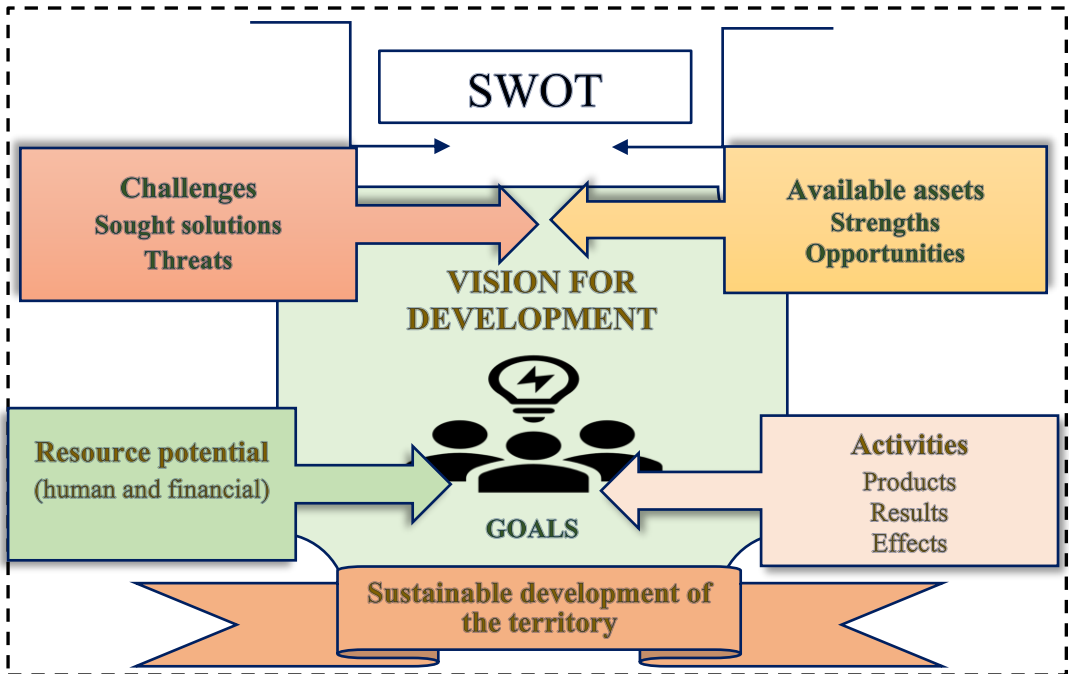 SWOT
Challenges
Sought solutions
Threats
Available assets
Strengths
Opportunities
VISION FOR
DEVELOPMENT
Resource potential
(human and financial)
Activities
Products
Results
Effects
GOALS
Sustainable development of
the territory